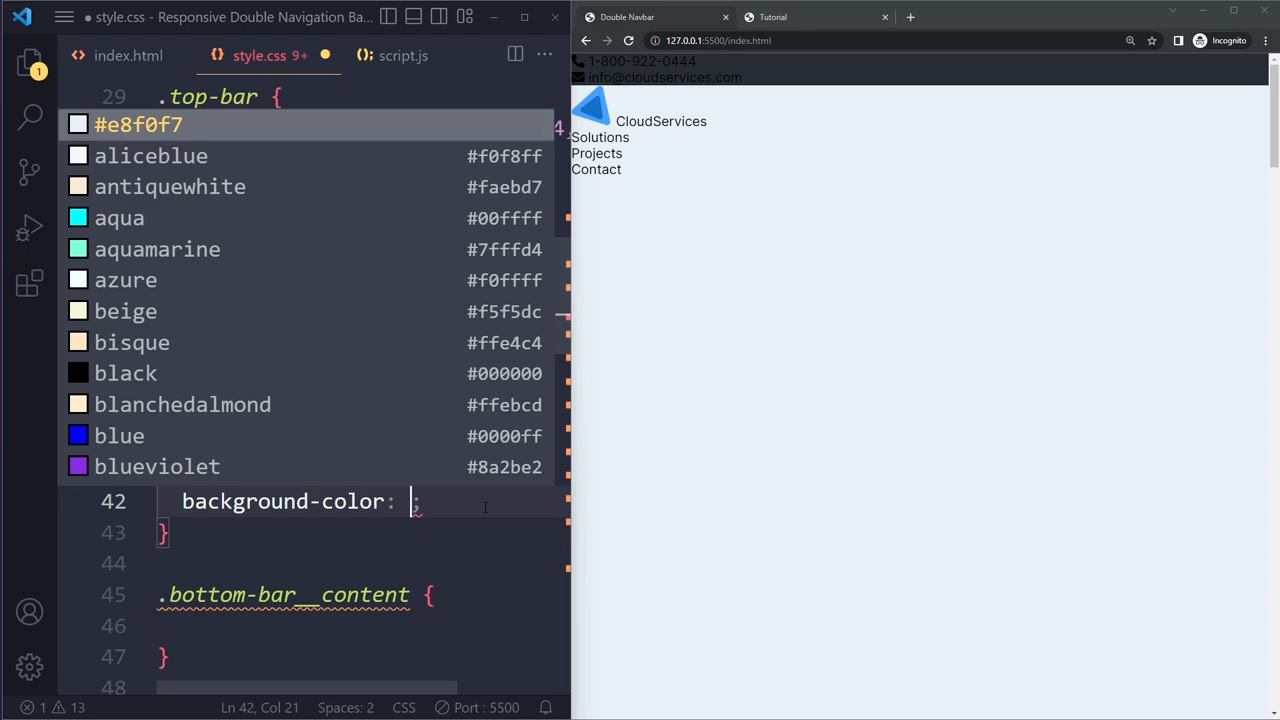 style.css - Responsive Double Navigation Ba...
index.html
style.css 9+
script.js
1
29 .top-bar {
#e8f0f7
4,
aliceblue #f0f8ff
antiquewhite #faebd7
aqua #00ffff
aquamarine #7fffd4
azure #f0ffff
beige #f5f5dc
bisque #ffe4c4
black #000000
blanchedalmond #ffebcd
blue #0000ff
blueviolet #8a2be2
42 background-color: ;
43 }
44
45 .bottom-bar__content {
46
47 }
48
1 13 Ln 42, Col 21 Spaces: 2 CSS Port : 5500
Double Navbar
Tutorial
127.0.0.1:5500/index.html
Incognito
1-800-922-0444
info@cloudservices.com
CloudServices
Solutions
Projects
Contact